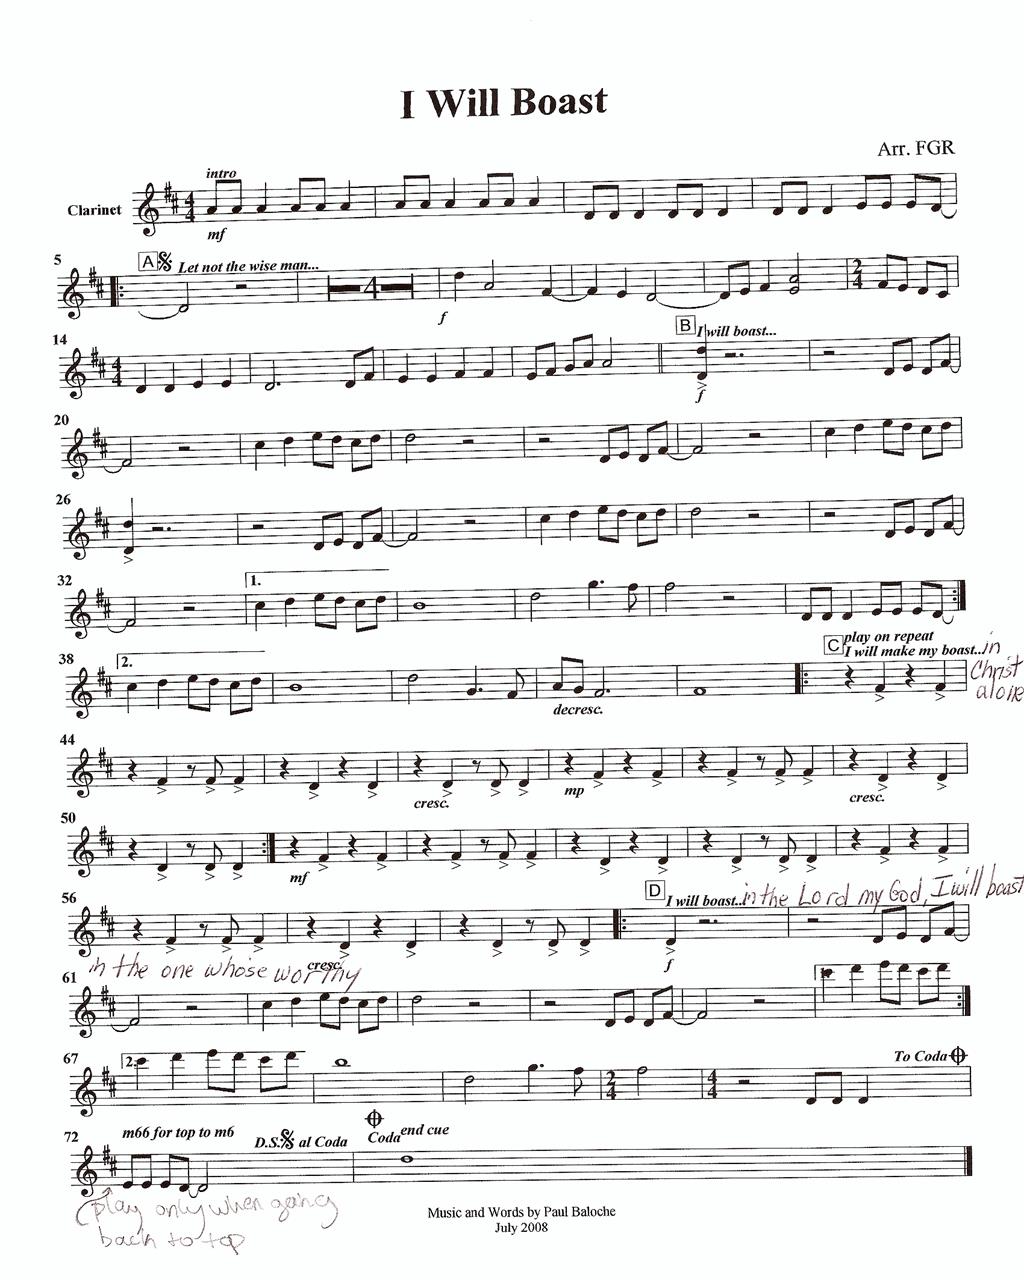 I Will Boast
Arr. FGR
intro
Clarinet
mf
5
A
Let not the wise man...
4
f
14
B
I will boast...
f
20
26
32
1.
38
2.
decresc.
C
play on repeat
I will make my boast...in
Christ
alone
44
cresc.
mp
cresc.
50
mf
56
D
I will boast...in the Lord my God, I will boast
f
cresc.
in the one whose worthy
61
1.
67
2.
To Coda
72
m66 for top to m6
D.S. al Coda
Coda
end cue
(play only when going
back to top
Music and Words by Paul Baloche
July 2008